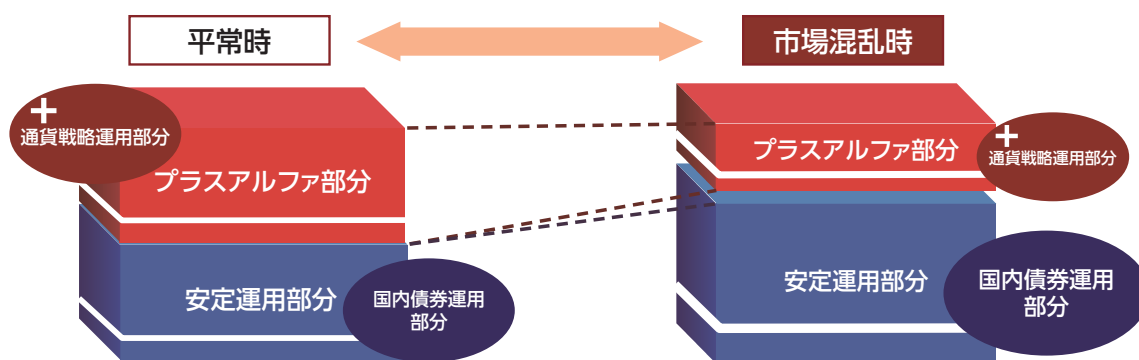 平常時
市場混乱時
+
通貨戦略運用部分
プラスアルファ部分
安定運用部分
国内債券運用
部分
プラスアルファ部分
+
通貨戦略運用部分
安定運用部分
国内債券運用
部分